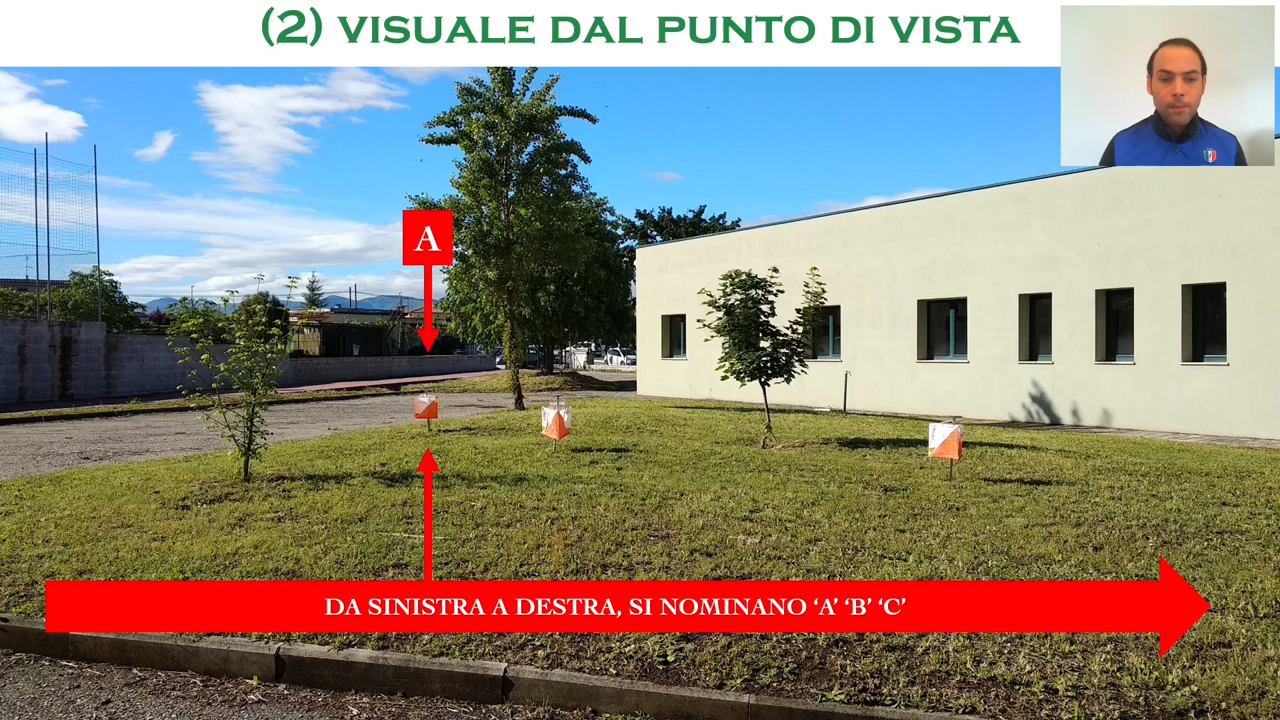 (2) VISUALE DAL PUNTO DI VISTA
A
DA SINISTRA A DESTRA, SI NOMINANO ‘A’ ‘B’ ‘C’